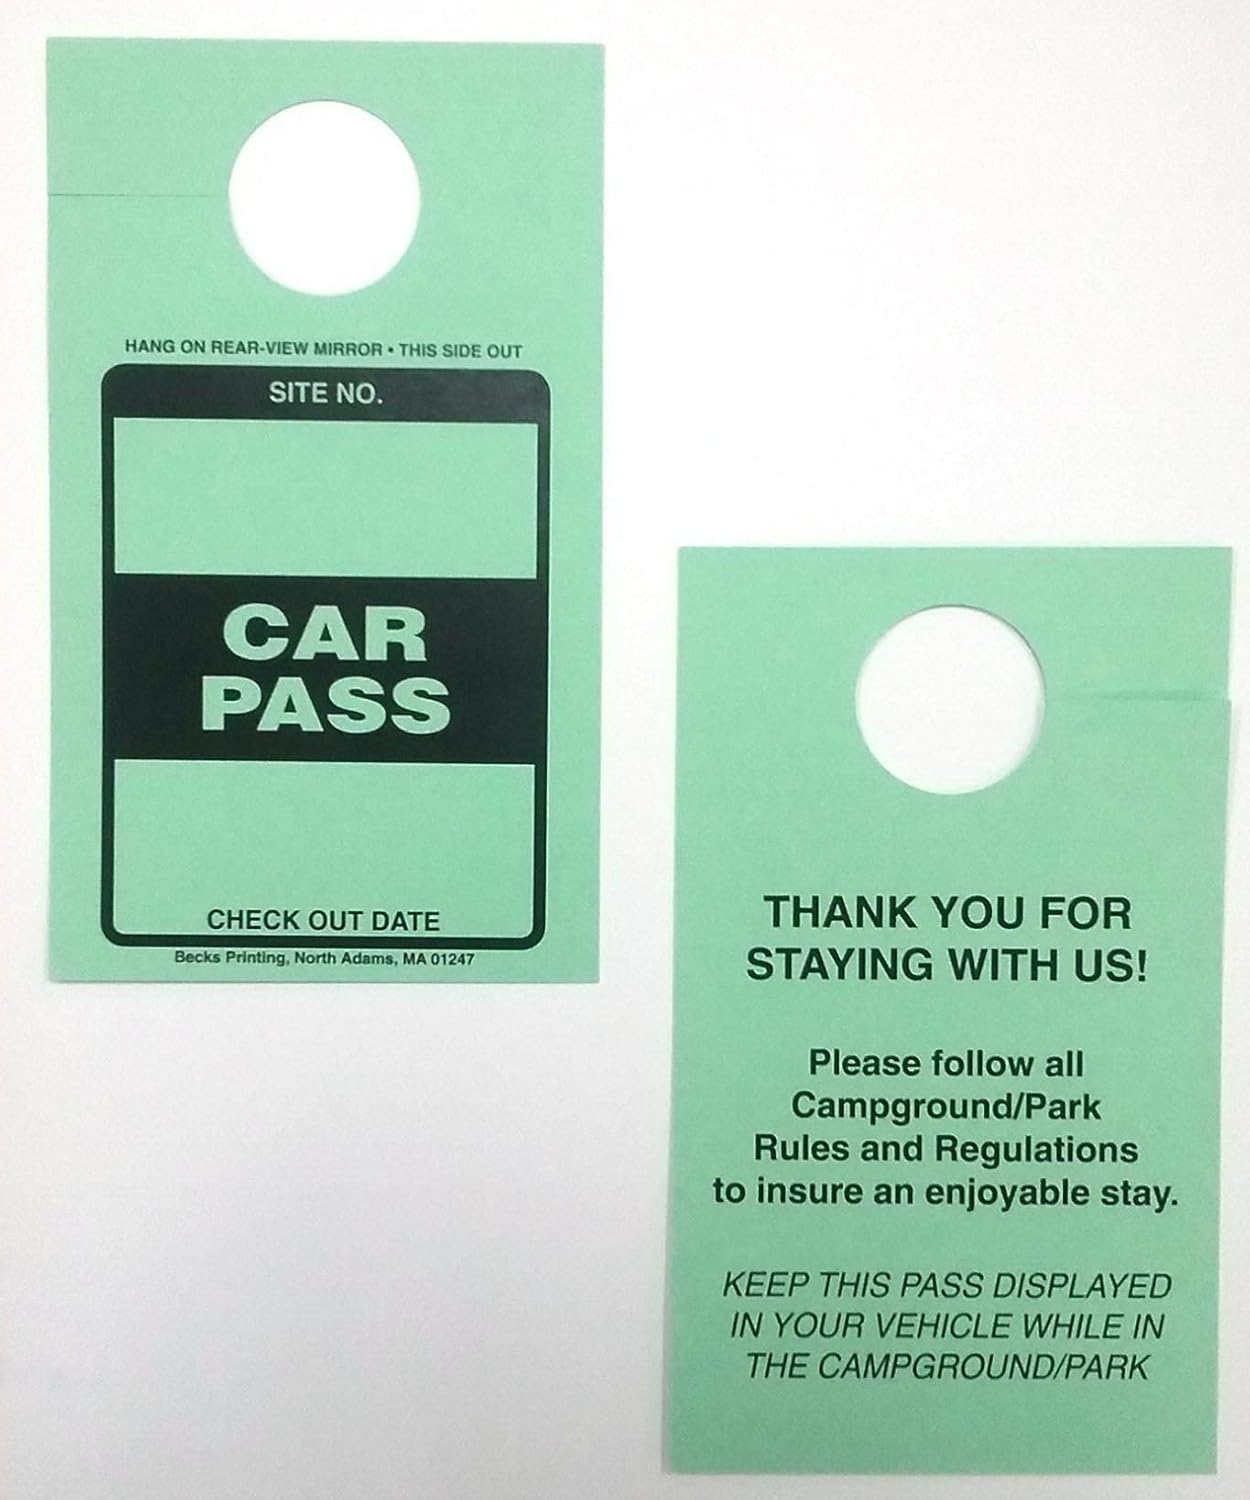 HANG ON REAR-VIEW MIRROR • THIS SIDE OUT
SITE NO.
CAR
PASS
CHECK OUT DATE
Becks Printing, North Adams, MA 01247
THANK YOU FOR
STAYING WITH US!
Please follow all
Campground/Park
Rules and Regulations
to insure an enjoyable stay.
KEEP THIS PASS DISPLAYED
IN YOUR VEHICLE WHILE IN
THE CAMPGROUND/PARK